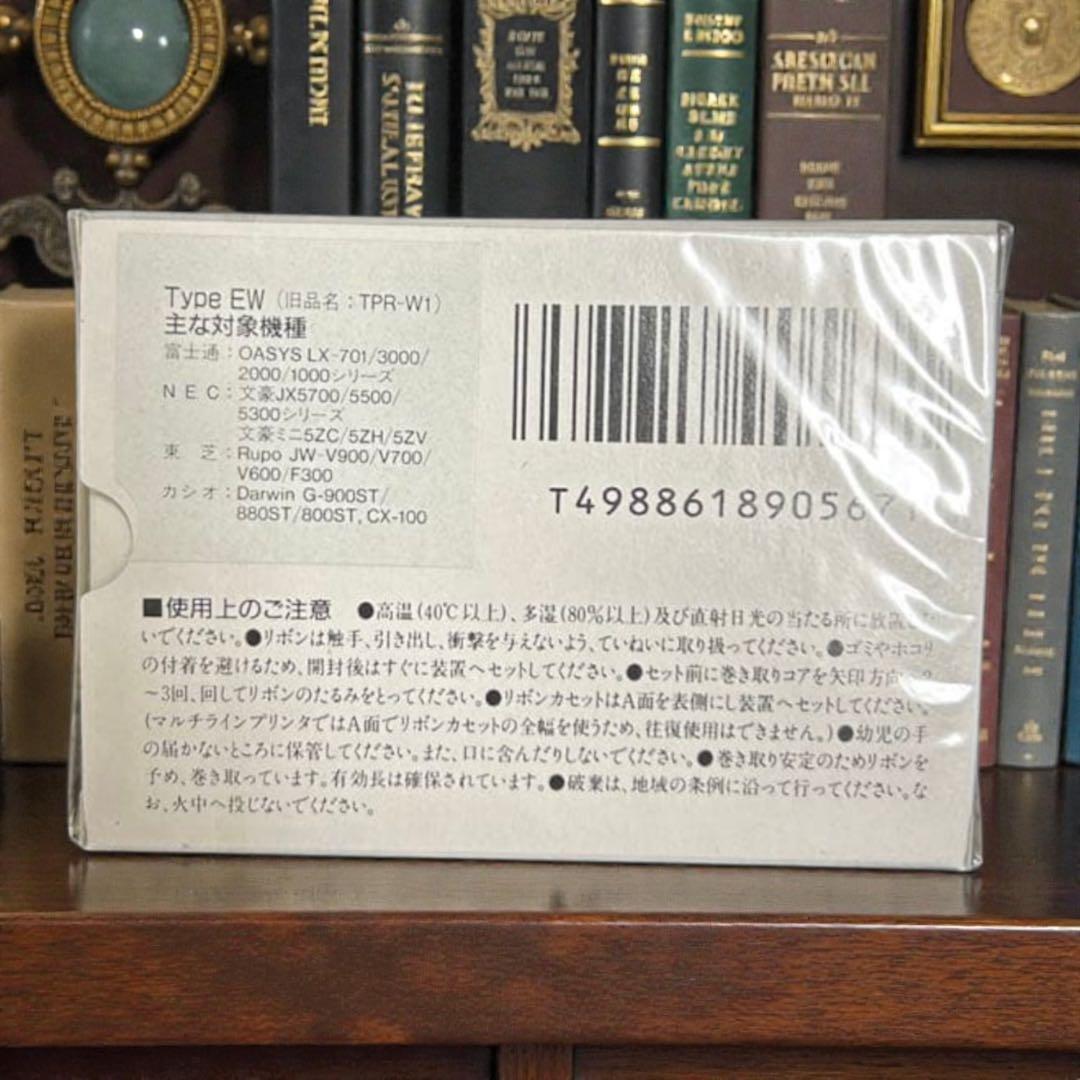 Type EW (旧品名：TPR-W1)
主な対象機種
富士通：OASYS LX-701/3000/
2000/1000シリーズ
NEC：文豪JX5700/5500/
5300シリーズ
文豪ミニ5ZC/5ZH/5ZV
東芝：Rupo JW-V900/V700/
V600/F300
カシオ：Darwin G-900ST/
880ST/800ST, CX-100
T498861890567
■使用上のご注意 ●高温(40℃以上)、多湿(80%以上)及び直射日光の当たる所に放置
いでください。●リボンは触手、引き出し、衝撃を与えないよう、ていねいに取り扱ってください。●ゴミやホコリ
の付着を避けるため、開封後はすぐに装置へセットしてください。●セット前に巻き取りコアを矢印方向
～3回、回してリボンのたるみをとってください。●リボンカセットはA面を表側にし装置へセットしてください。
(マルチラインプリンタではA面でリボンカセットの全幅を使うため、往復使用はできません。)●幼児の手
の届かないところに保管してください。また、口に含んだりしないでください。●巻き取り安定のためリボンを
予め、巻き取っています。有効長は確保されています。●破棄は、地域の条例に沿って行ってください。な
お、火中へ投じないでください。